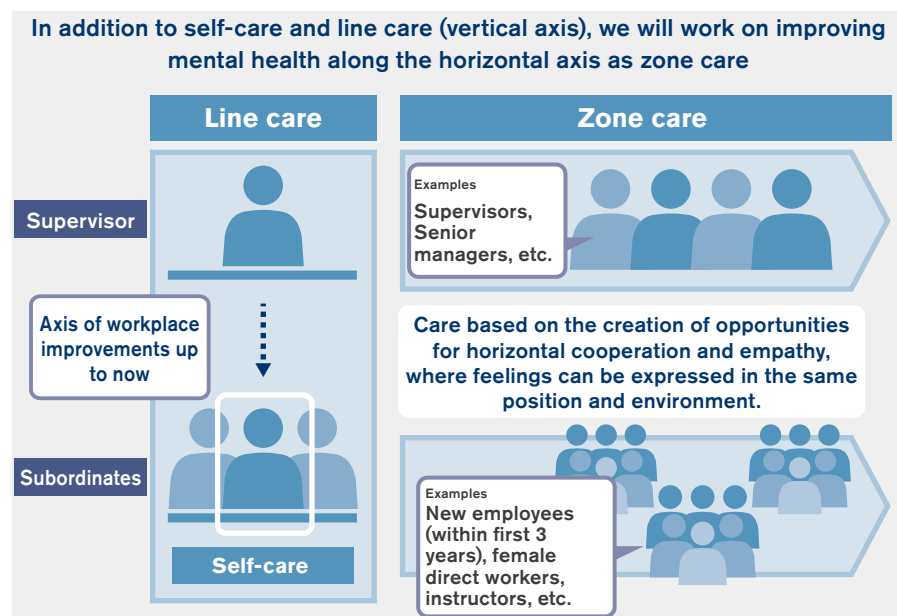 In addition to self-care and line care (vertical axis), we will work on improving
mental health along the horizontal axis as zone care
Line care
Zone care
Supervisor
Examples
Supervisors,
Senior
managers, etc.
Axis of workplace
improvements up
to now
Care based on the creation of opportunities
for horizontal cooperation and empathy,
where feelings can be expressed in the same
position and environment.
Subordinates
Self-care
Examples
New employees
(within first 3
years), female
direct workers,
instructors, etc.